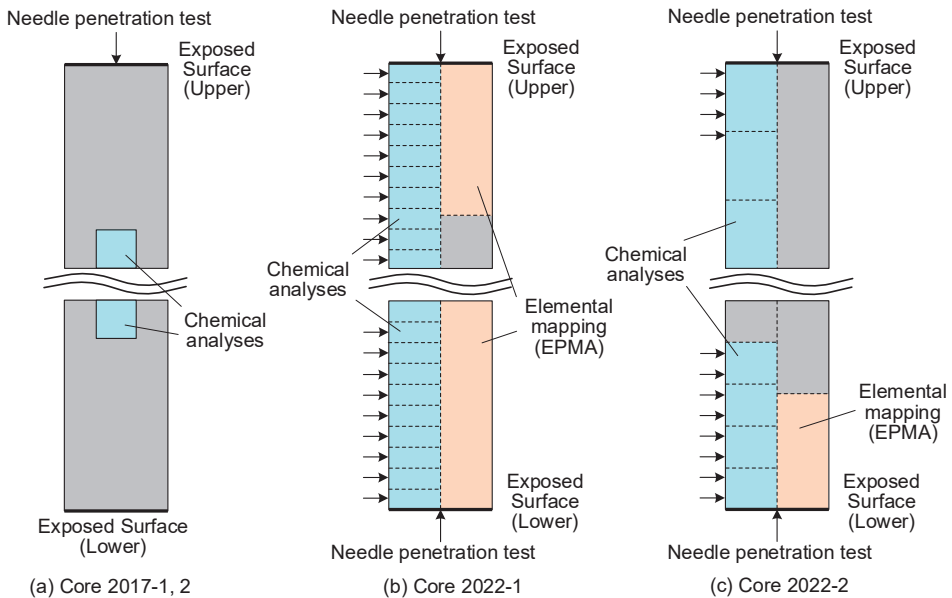 Needle penetration test
Exposed
Surface
(Upper)
Chemical
analyses
Exposed Surface
(Lower)
(a) Core 2017-1, 2
Needle penetration test
Exposed
Surface
(Upper)
Chemical
analyses
Elemental
mapping
(EPMA)
Exposed
Surface
(Lower)
Needle penetration test
(b) Core 2022-1
Needle penetration test
Exposed
Surface
(Upper)
Chemical
analyses
Elemental
mapping
(EPMA)
Exposed
Surface
(Lower)
Needle penetration test
(c) Core 2022-2